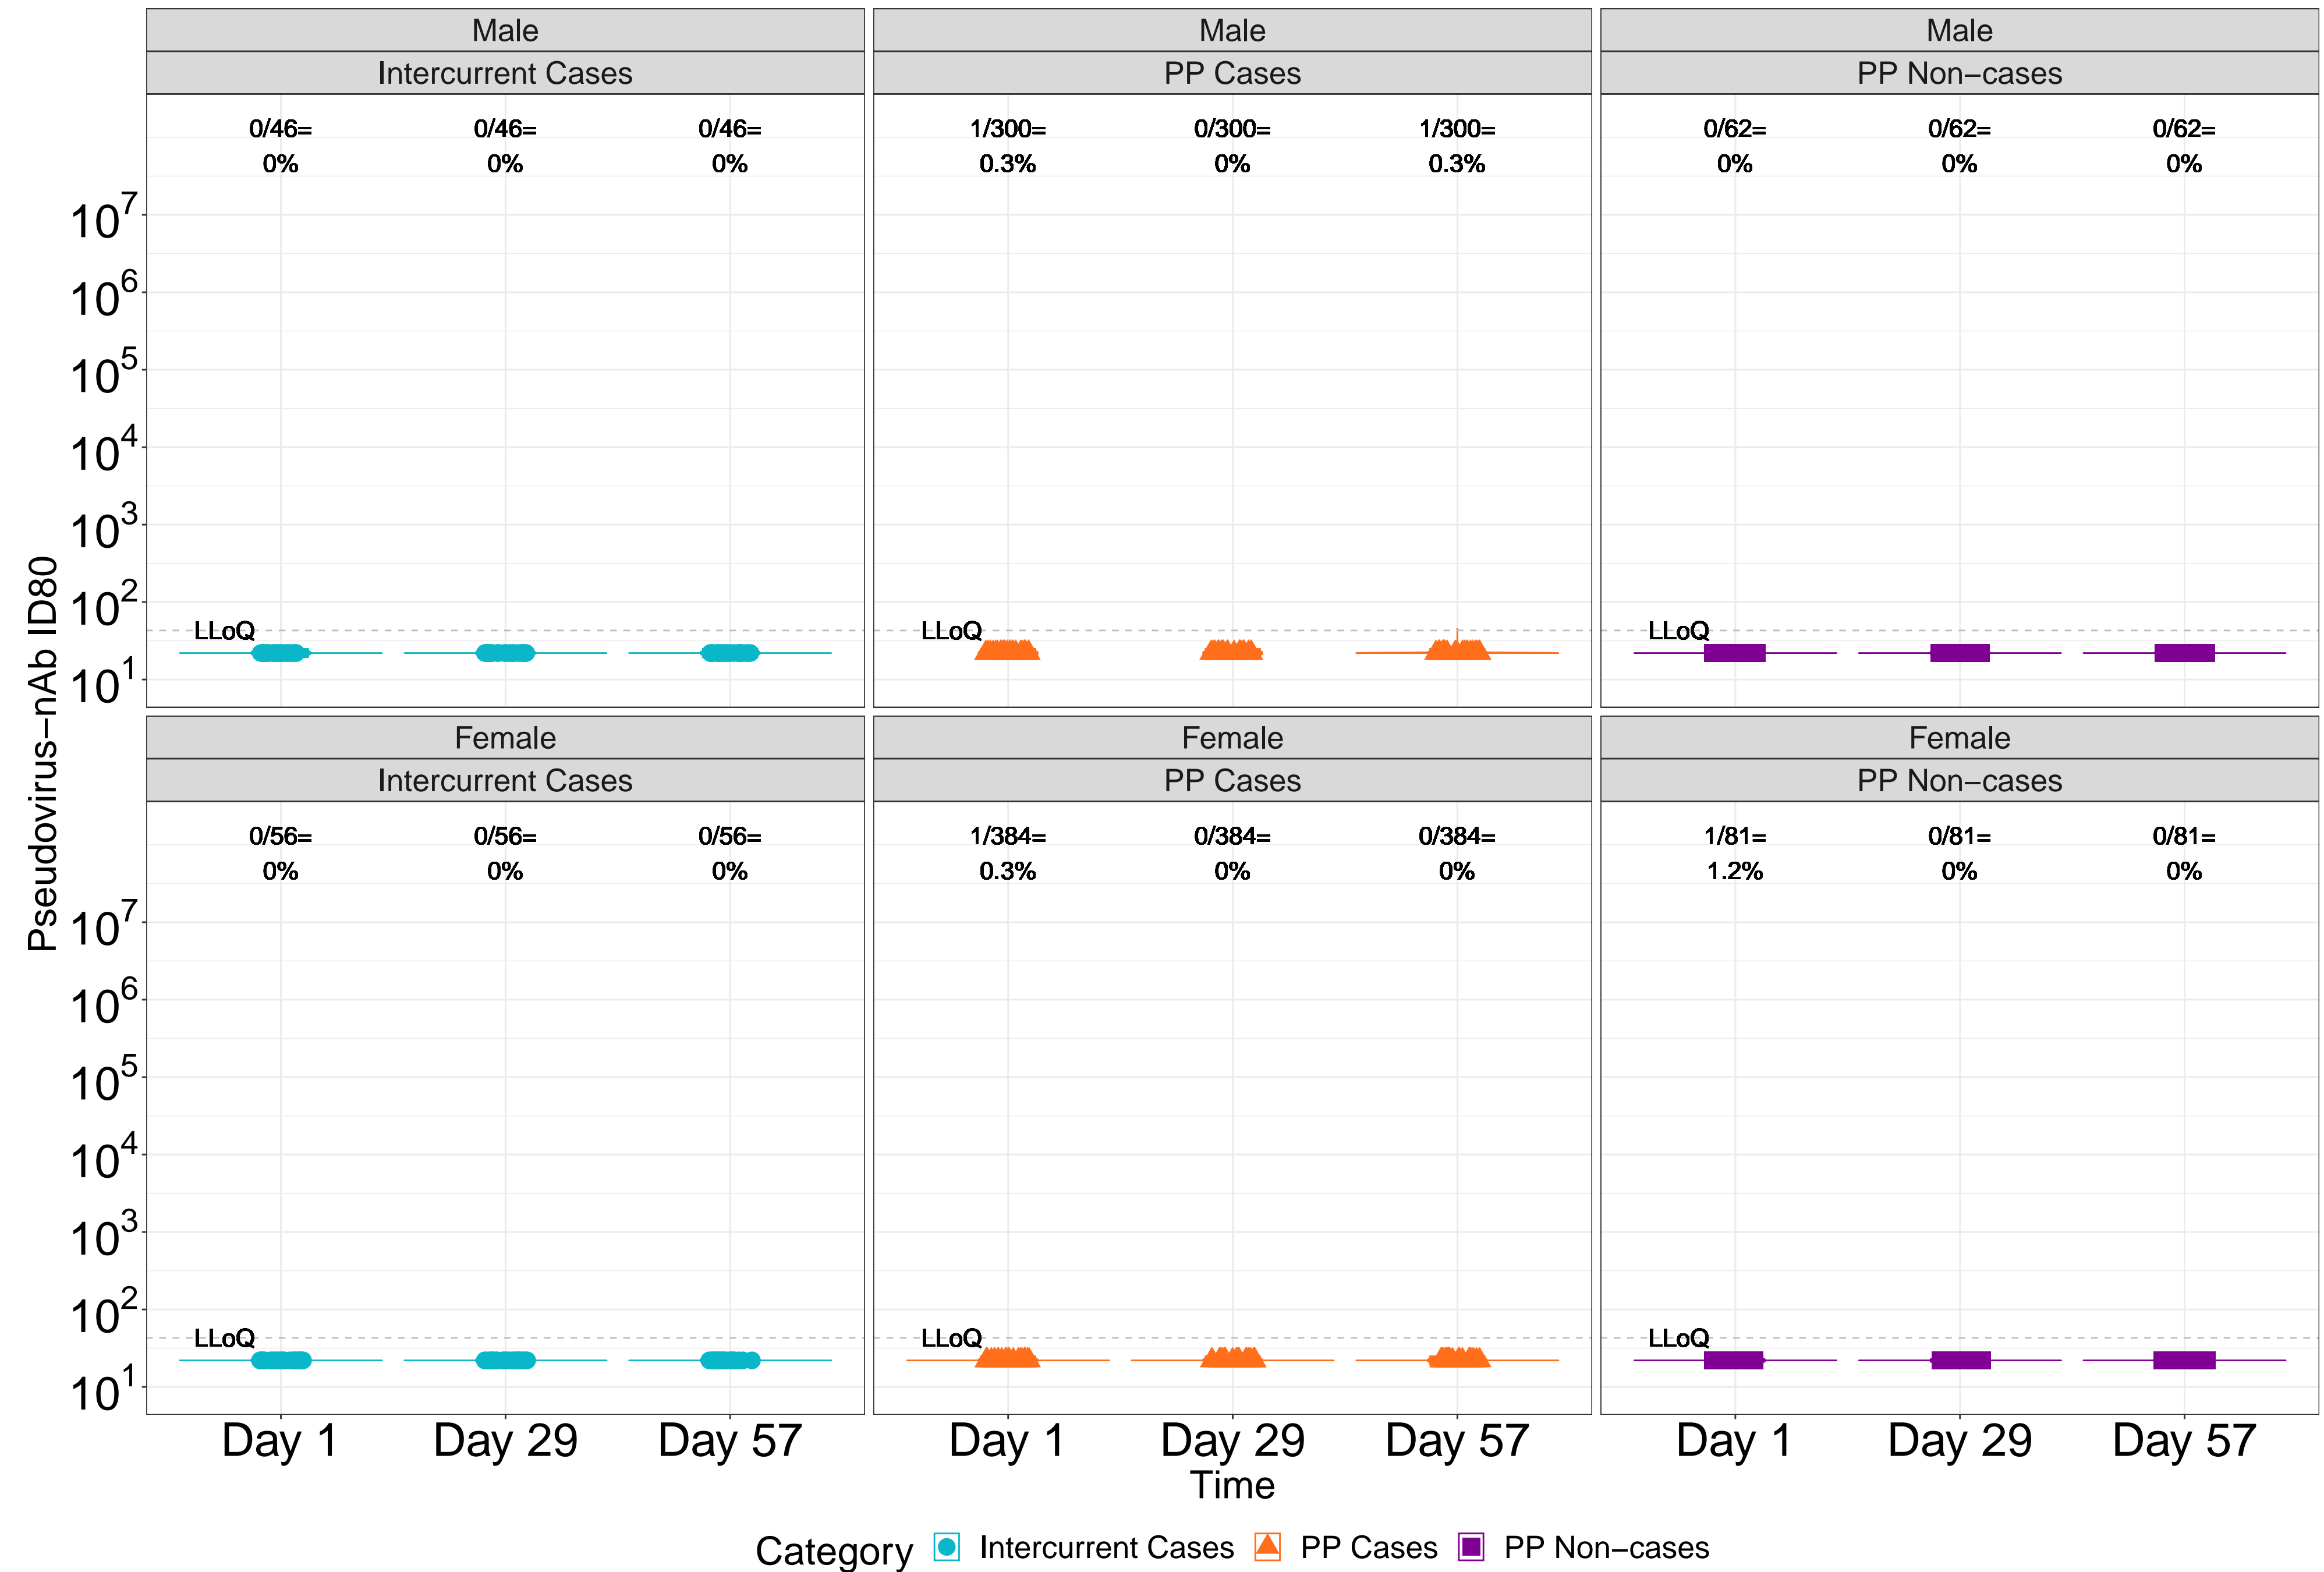 Male Male Male
Intercurrent Cases PP Cases PP Non−cases
0/46= 0/46= 0/46= 1/300= 0/300= 1/300= 0/62= 0/62= 0/62=
0% 0% 0% 0.3% 0% 0.3% 0% 0% 0%
10^7
10^6
10^5
10^4
10^3
10^2
LLoQ LLoQ LLoQ
10^1
Pseudovirus−nAb ID80
Female Female Female
Intercurrent Cases PP Cases PP Non−cases
0/56= 0/56= 0/56= 1/384= 0/384= 0/384= 1/81= 0/81= 0/81=
0% 0% 0% 0.3% 0% 0% 1.2% 0% 0%
10^7
10^6
10^5
10^4
10^3
10^2
LLoQ LLoQ LLoQ
10^1
Day 1 Day 29 Day 57 Day 1 Day 29 Day 57 Day 1 Day 29 Day 57
Time
Category Intercurrent Cases PP Cases PP Non−cases